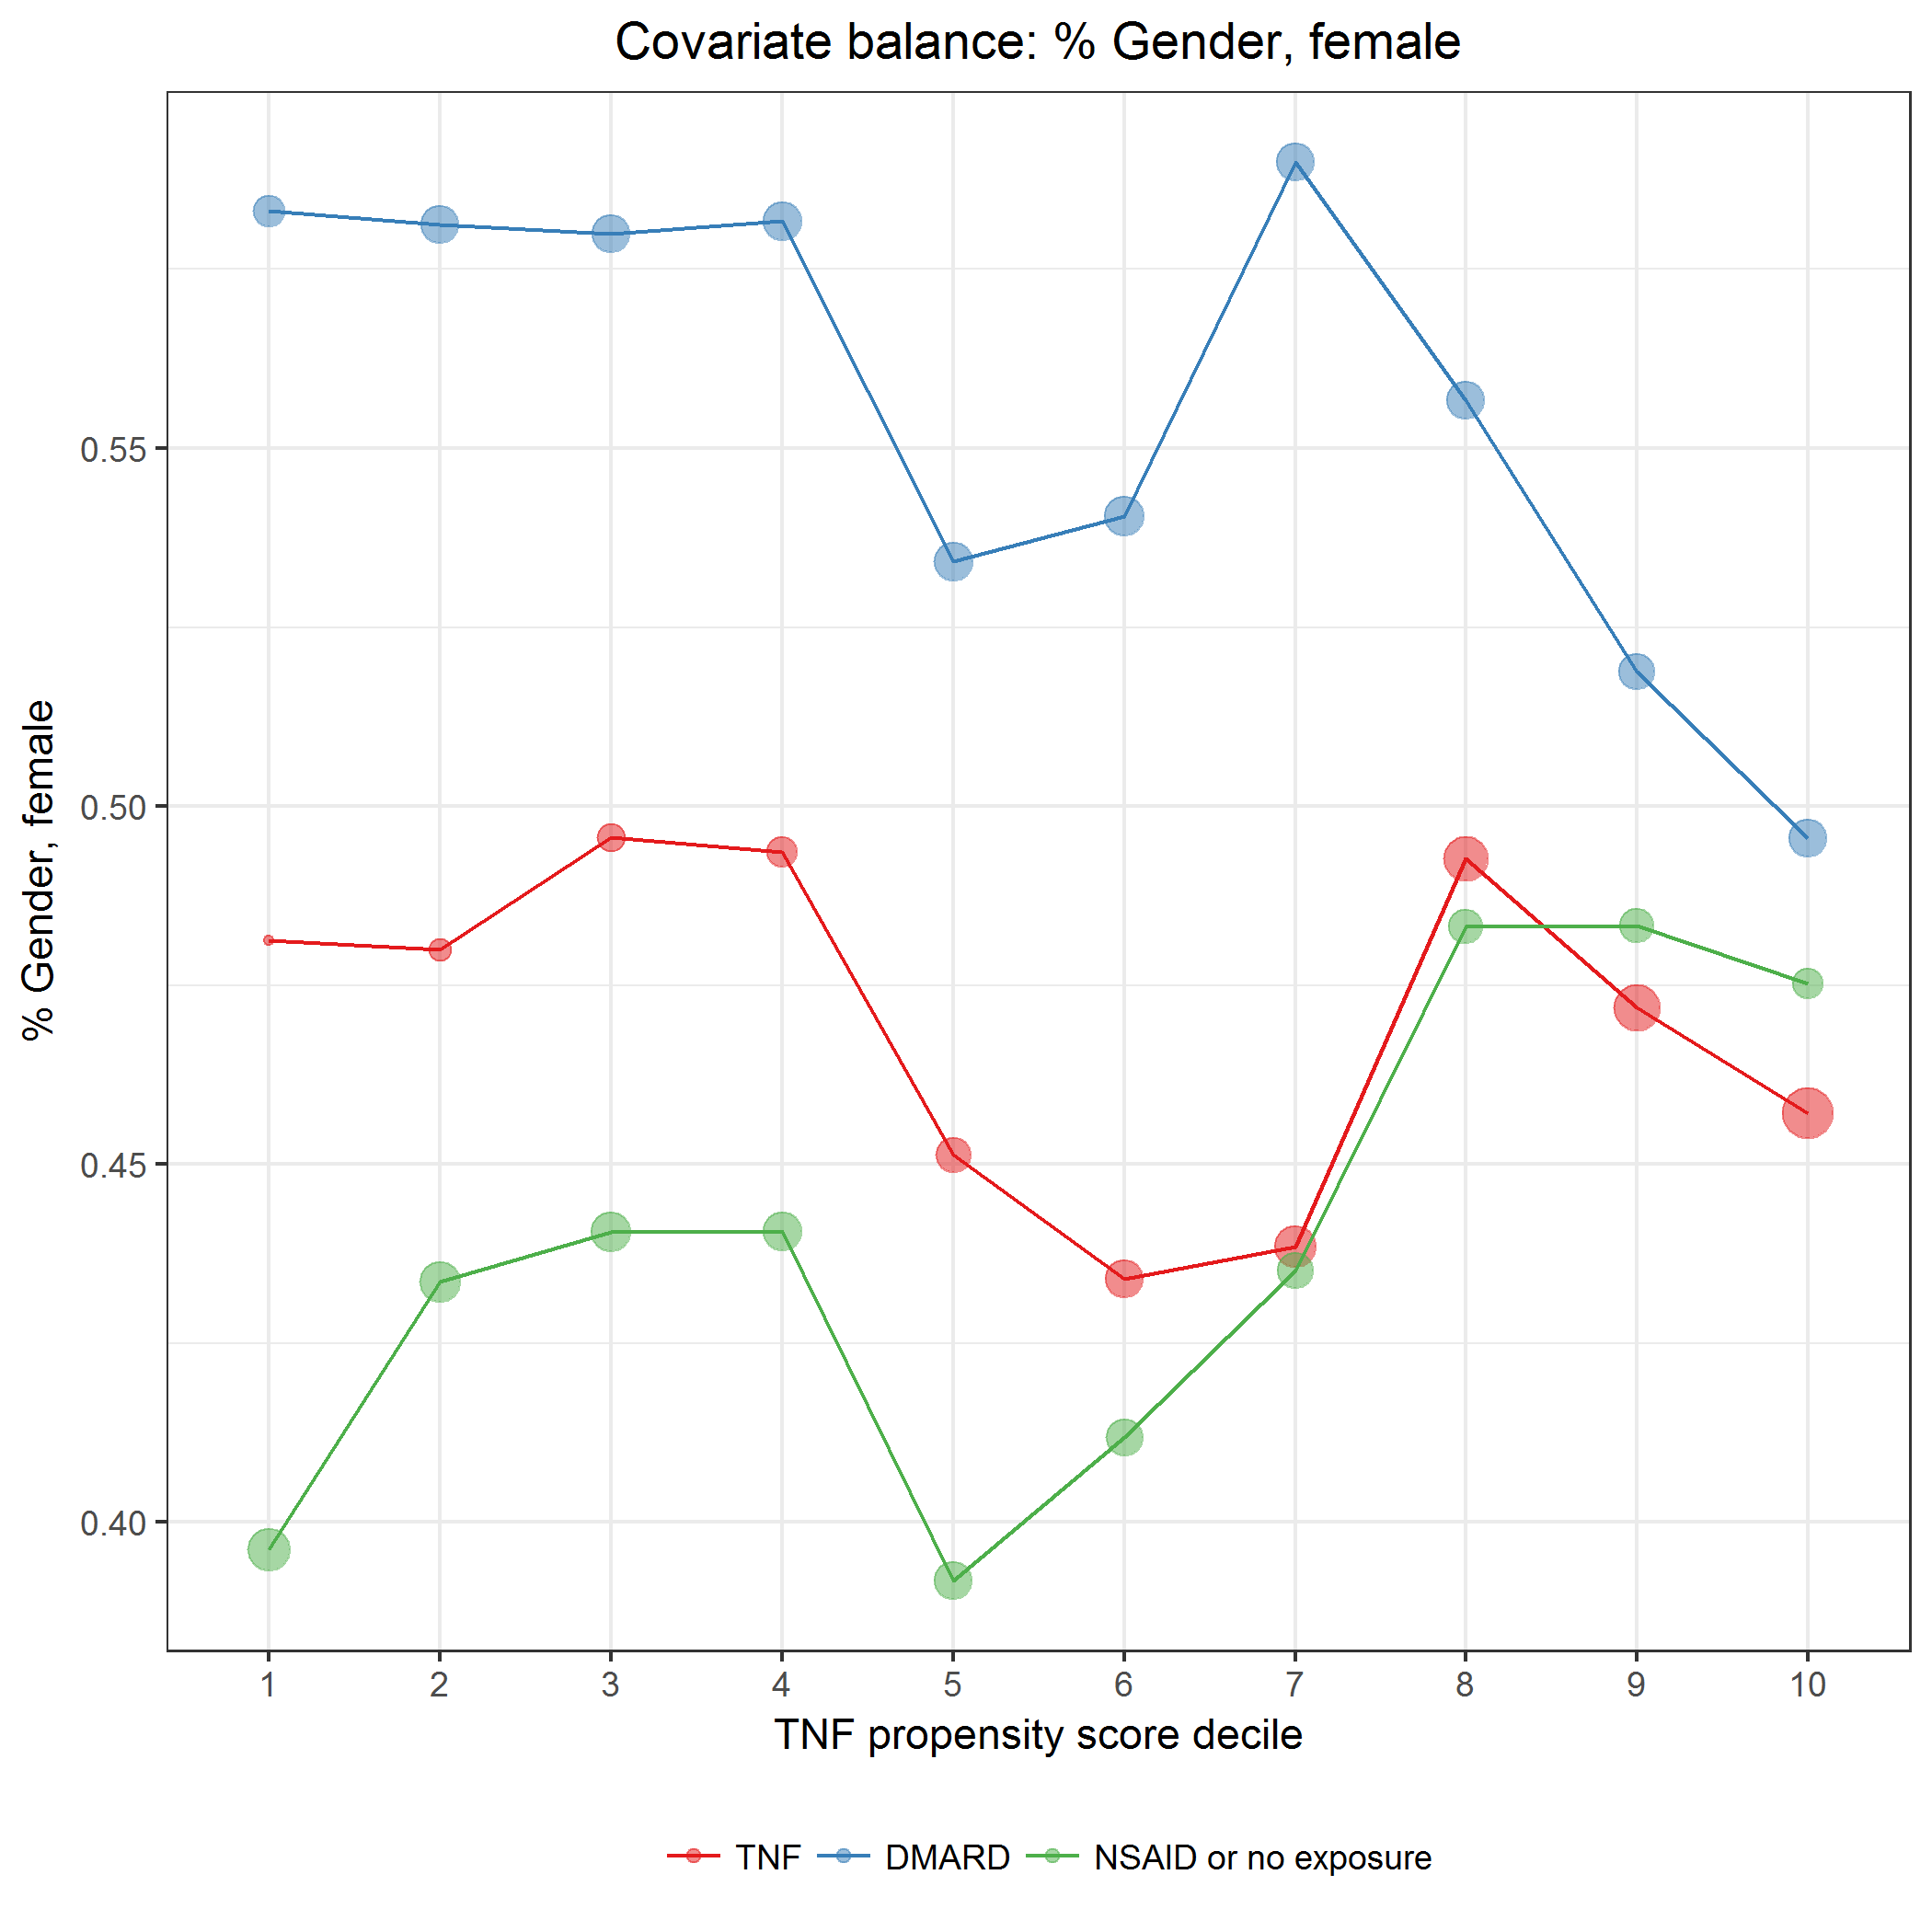 Covariate balance: % Gender, female
% Gender, female
0.55
0.50
0.45
0.40
1 2 3 4 5 6 7 8 9 10
TNF propensity score decile
TNF DMARD NSAID or no exposure